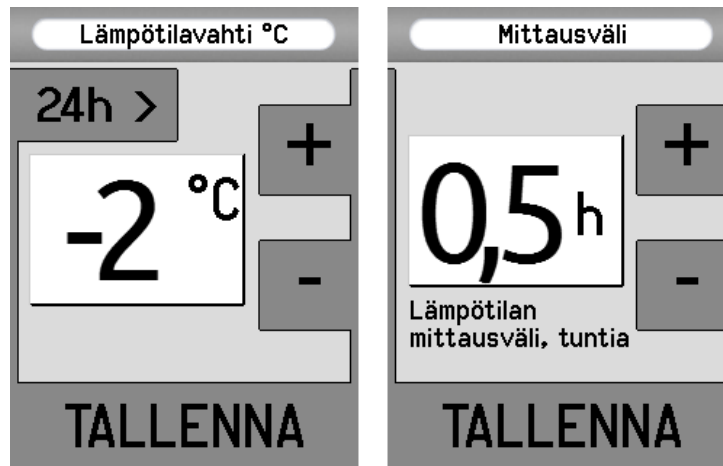 Lämpötilavahti °C
24h >
+
-2 °C
-
TALLENNA
Mittausväli
+
0,5 h
-
Lämpötilan
mittausväli, tuntia
TALLENNA